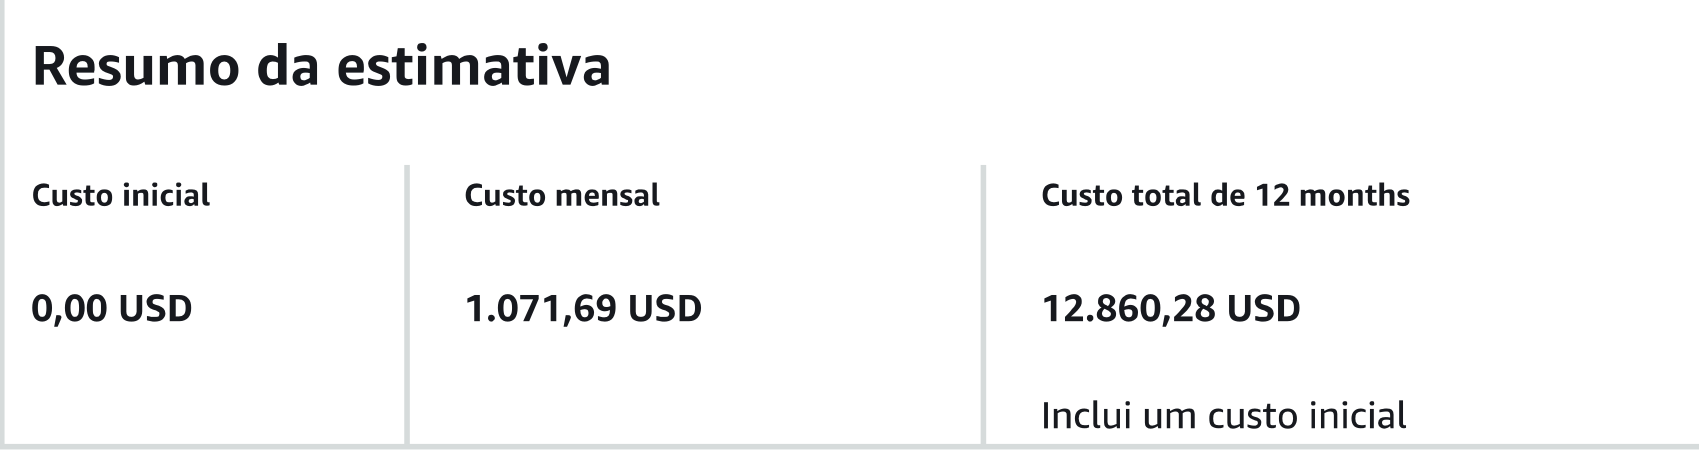 Resumo da estimativa
Custo inicial
Custo mensal
Custo total de 12 months
0,00 USD
1.071,69 USD
12.860,28 USD
Inclui um custo inicial